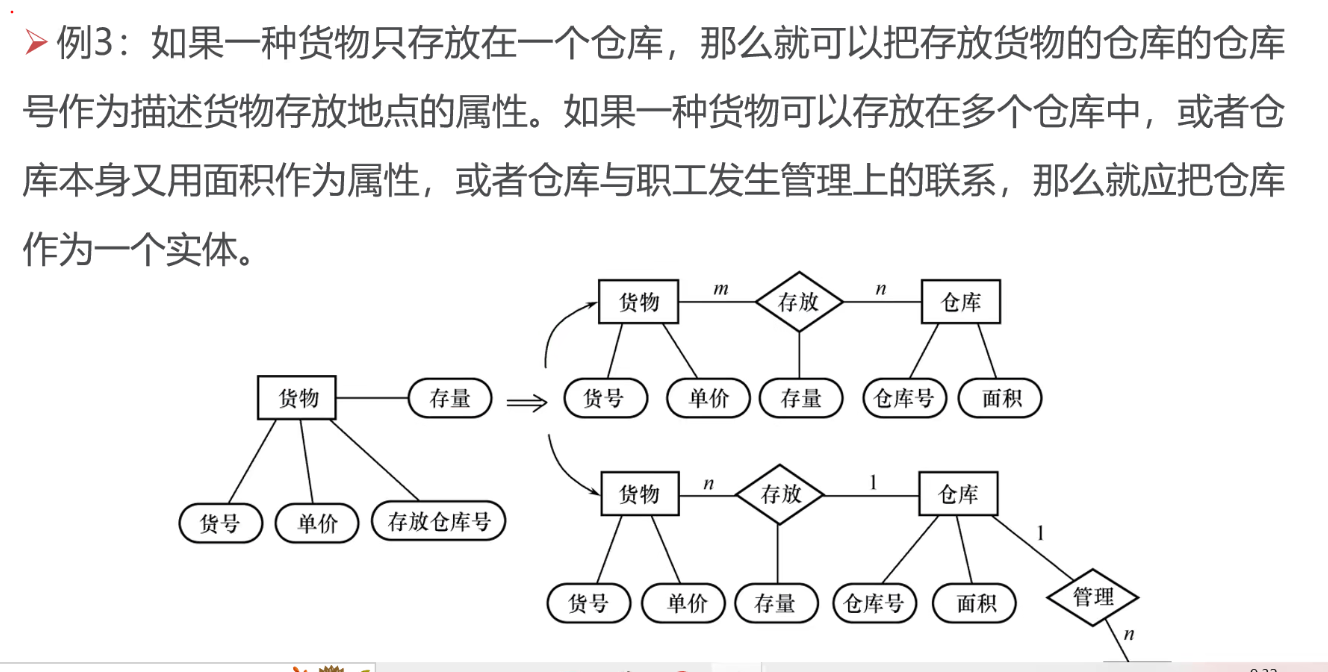 例3：如果一种货物只存放在一个仓库，那么就可以把存放货物的仓库的仓库
号作为描述货物存放地点的属性。如果一种货物可以存放在多个仓库中，或者仓
库本身又用面积作为属性，或者仓库与职工发生管理上的联系，那么就应把仓库
作为一个实体。
货物 m 存放 n 仓库
货号 单价 存量 仓库号 面积
货物 存量
货号 单价 存放仓库号
货物 n 存放 1 仓库
1
货号 单价 存量 仓库号 面积 管理
n